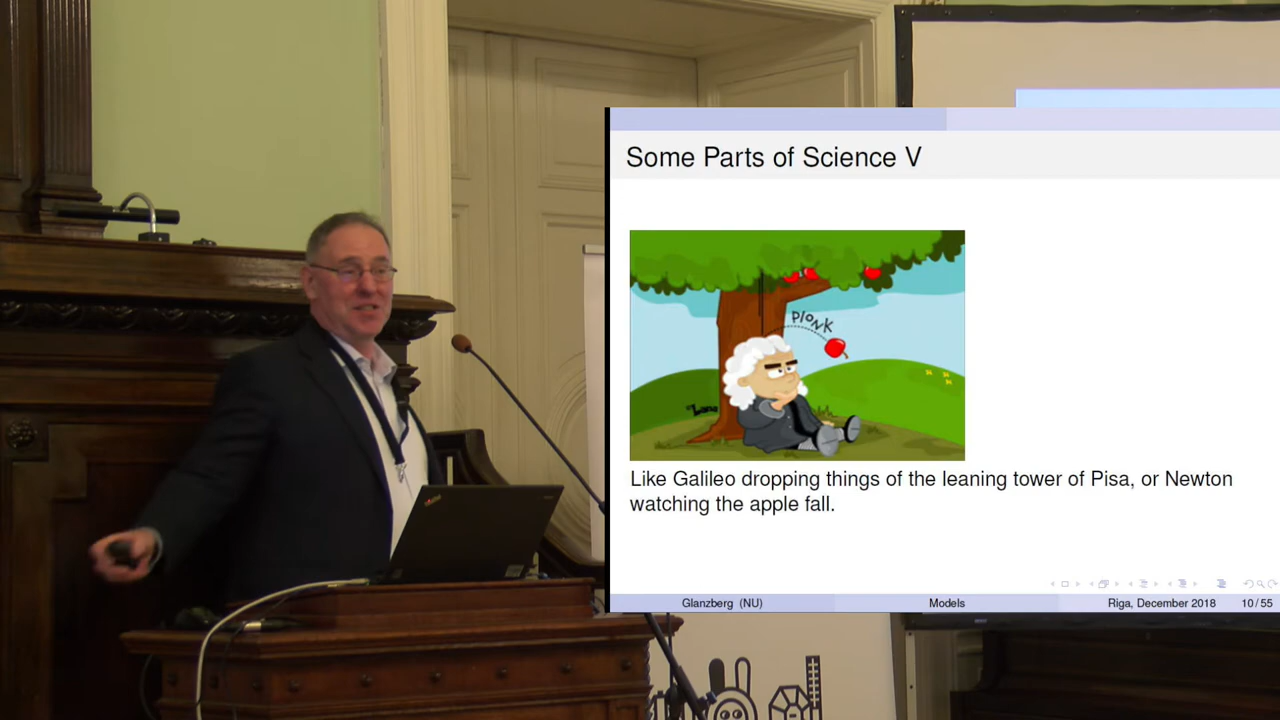 Some Parts of Science V
PLONK
Like Galileo dropping things of the leaning tower of Pisa, or Newton
watching the apple fall.
Glanzberg (NU) Models Riga, December 2018 10/55